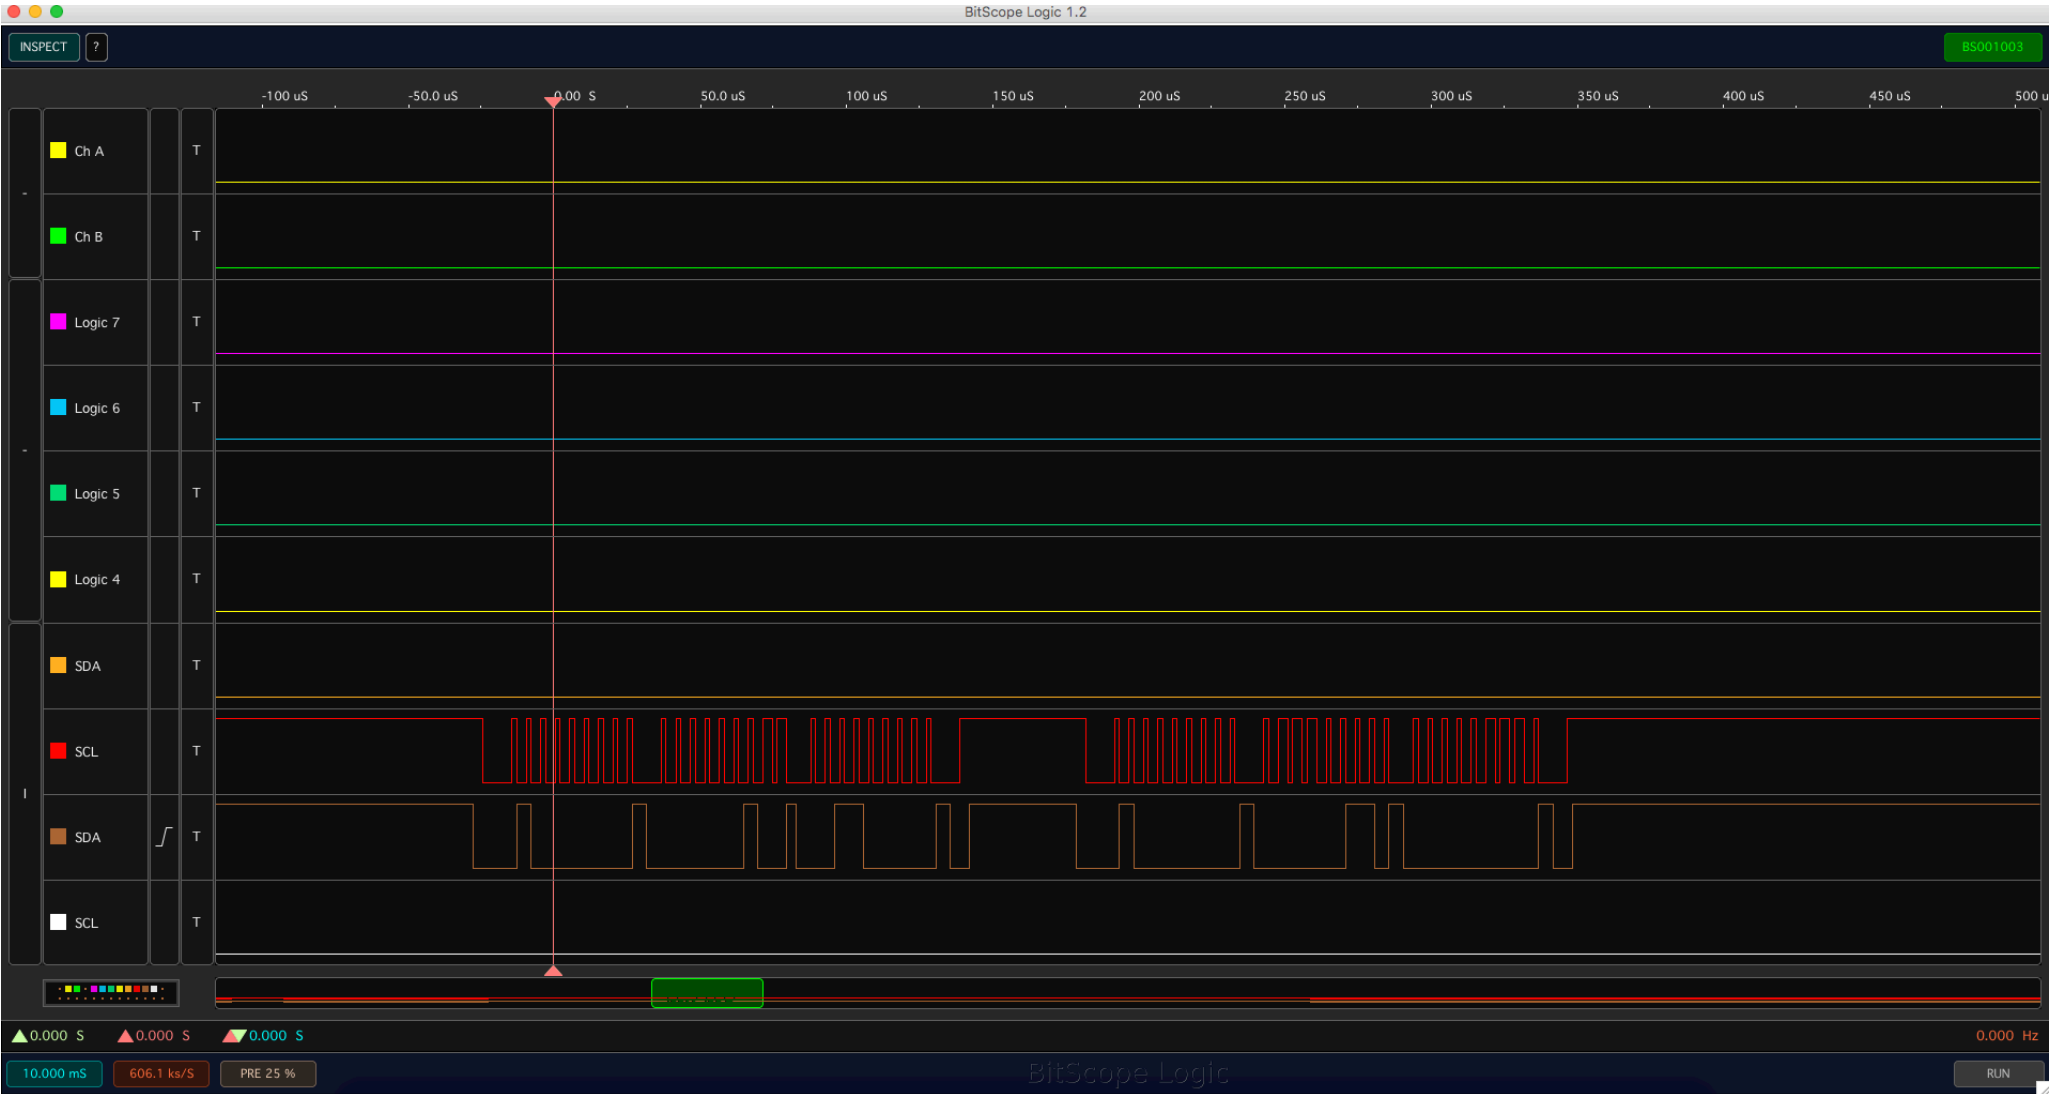 BitScope Logic 1.2
INSPECT ? BS001003
-100 uS -50.0 uS 0.00 S 50.0 uS 100 uS 150 uS 200 uS 250 uS 300 uS 350 uS 400 uS 450 uS 500 u
Ch A T
-
Ch B T
Logic 7 T
Logic 6 T
-
Logic 5 T
Logic 4 T
SDA T
SCL T
I
SDA T
SCL T
0.000 S 0.000 S 0.000 S 0.000 Hz
10.000 mS 606.1 ks/S PRE 25 % BitScope Logic RUN